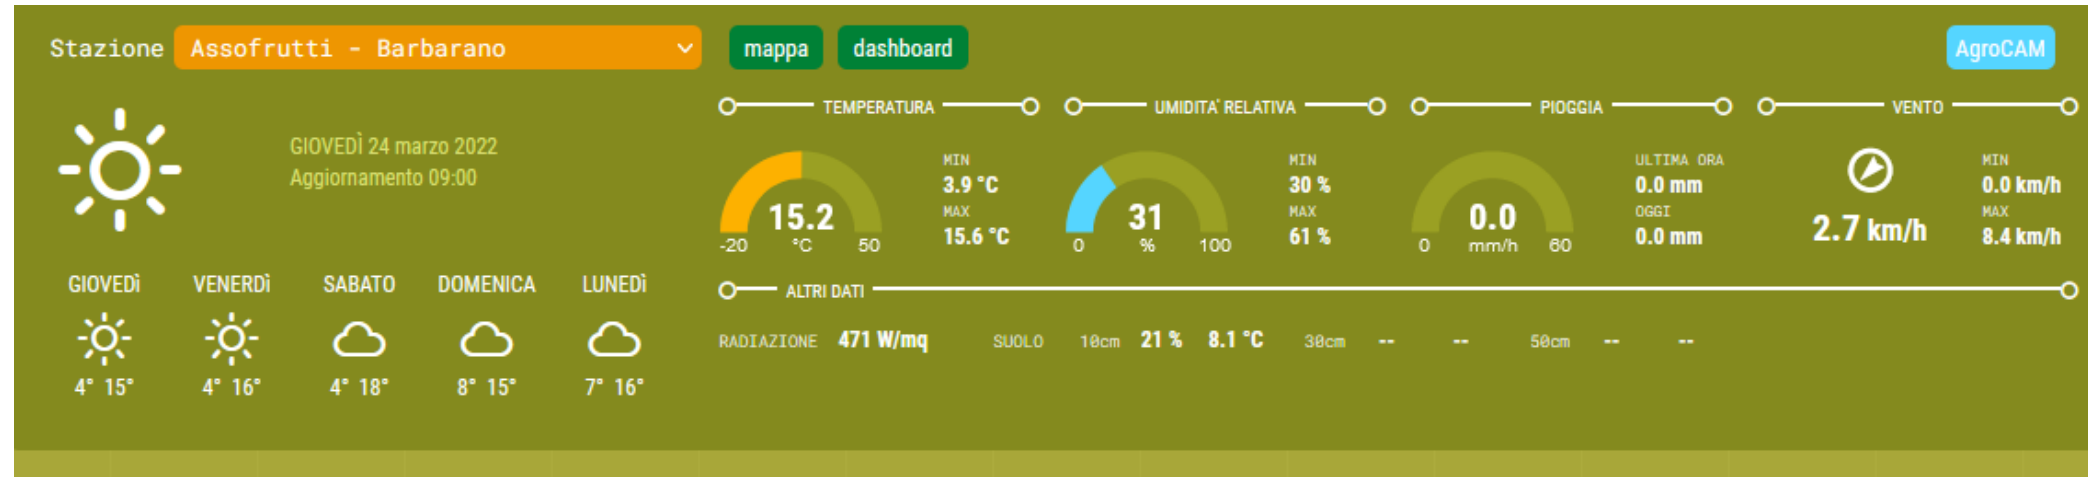 Stazione Assofrutti - Barbarano mappa dashboard AgroCAM
GIOVEDÌ 24 marzo 2022
Aggiornamento 09:00
GIOVEDÌ VENERDÌ SABATO DOMENICA LUNEDÌ
4° 15° 4° 16° 4° 18° 8° 15° 7° 16°
TEMPERATURA
15.2
-20 °C 50
MIN
3.9 °C
MAX
15.6 °C
UMIDITA' RELATIVA
31
0 % 100
MIN
30 %
MAX
61 %
PIOGGIA
0.0
0 mm/h 60
ULTIMA ORA
0.0 mm
OGGI
0.0 mm
VENTO
2.7 km/h
MIN
0.0 km/h
MAX
8.4 km/h
ALTRI DATI
RADIAZIONE 471 W/mq SUOLO 10cm 21 % 8.1 °C 30cm -- -- 50cm -- --